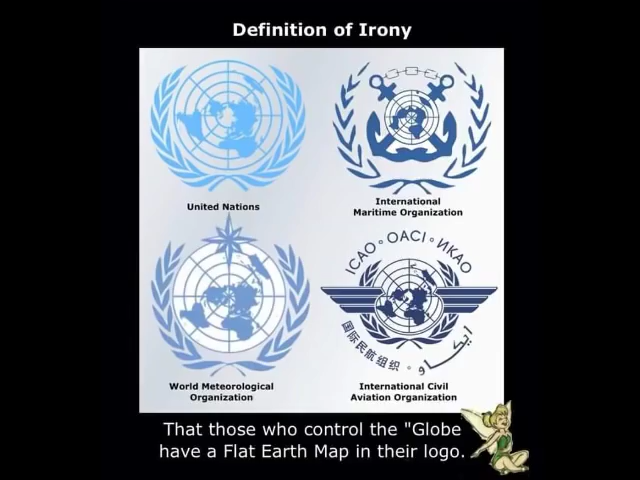 Definition of Irony
United Nations
International
Maritime Organization
ICAO ° OACI ° ИКАО
国际民航组织 ° ايكاو
World Meteorological
Organization
International Civil
Aviation Organization
That those who control the "Globe
have a Flat Earth Map in their logo.